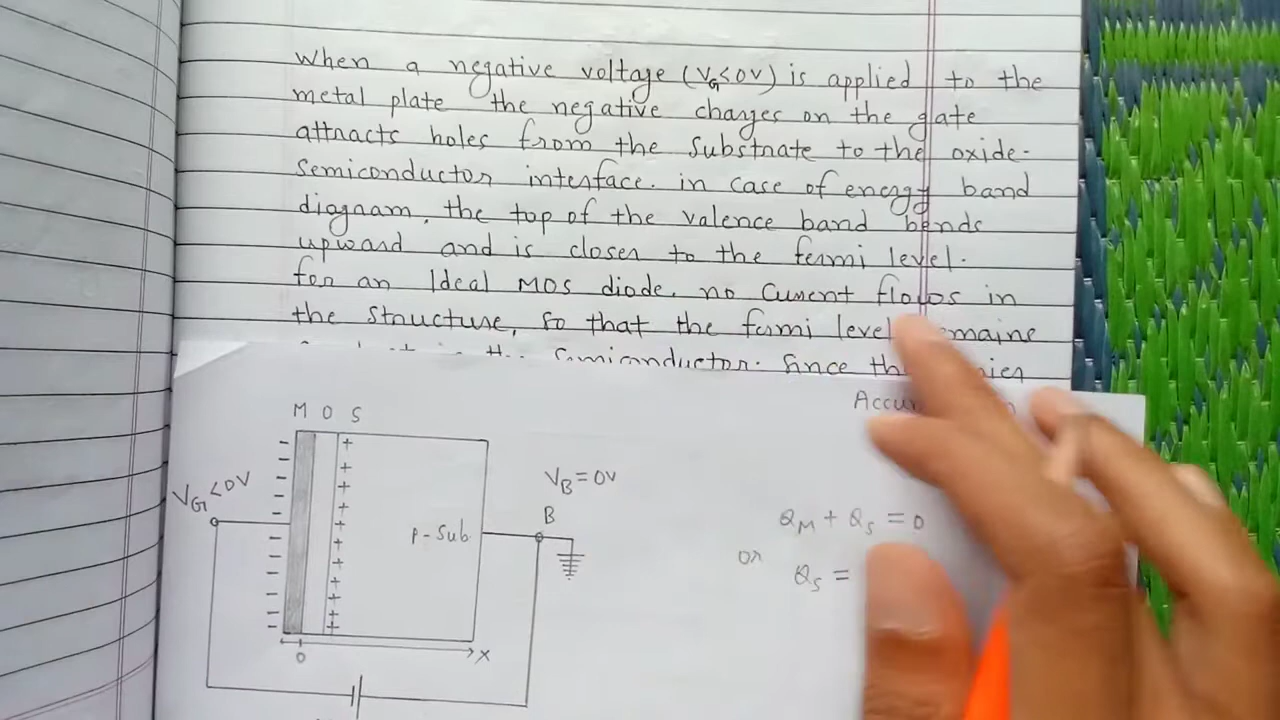 When a negative voltage (VG<0V) is applied to the
metal plate the negative charges on the gate
attracts holes from the substrate to the oxide-
semiconductor interface. in case of energy band
diagram, the top of the valence band bends
upward and is closer to the fermi level.
for an Ideal MOS diode, no current flows in
the structure, so that the fermi level
semiconductor. Since
M O S
VG<0V
p-sub
VB=0V
B
QM + QS = 0
or
QS =
0
x